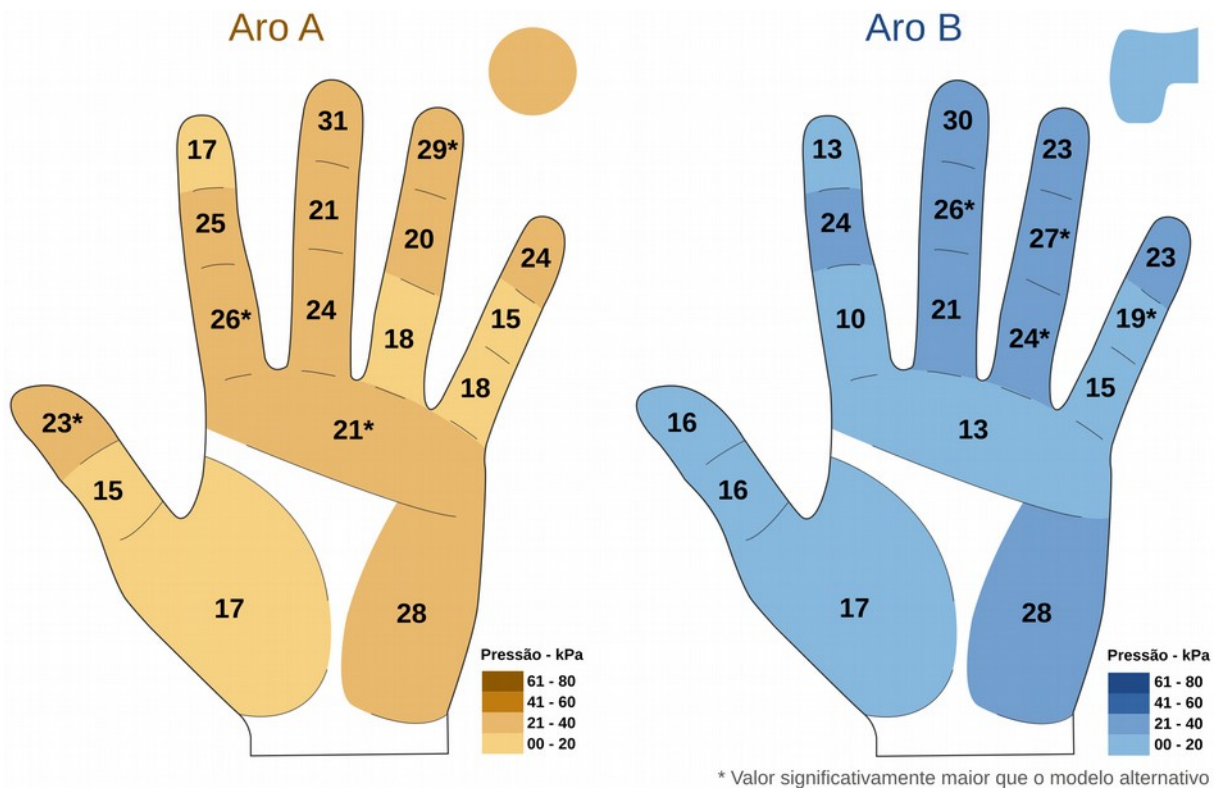 Aro A
31
17
29*
25
21
20
24
26*
24
15
18
18
23*
21*
15
17
28
Pressão - kPa
61 - 80
41 - 60
21 - 40
00 - 20
Aro B
30
13
23
24
26*
27*
23
10
21
24*
19*
15
16
13
16
17
28
Pressão - kPa
61 - 80
41 - 60
21 - 40
00 - 20
* Valor significativamente maior que o modelo alternativo